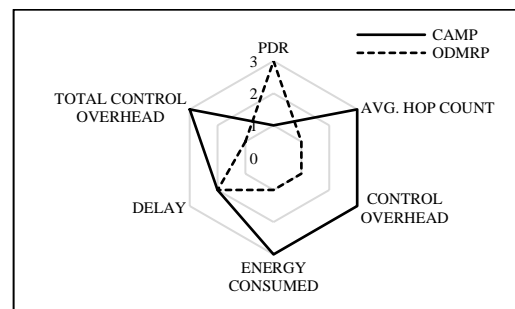 CAMP
ODMRP
PDR
3
2
1
0
AVG. HOP COUNT
CONTROL
OVERHEAD
ENERGY
CONSUMED
DELAY
TOTAL CONTROL
OVERHEAD